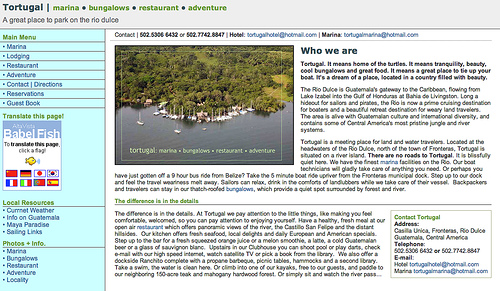 Tortugal | marina • bungalows • restaurant • adventure
A great place to park on the rio dulce
Main Menu
• Marina
• Lodging
• Restaurant
• Adventure
• Contact | Directions
• Reservations
• Guest Book
Translate this page!
AltaVista
Babel Fish
To translate this page,
click a flag!
Local Resources
• Current Weather
• Info on Guatemala
• Maya Paradise
• Sailing Links
Photos + Info.
• Marina
• Bungalows
• Restaurant
• Adventure
• Locality
Contact | 502.5306 6432 or 502.7742.8847 | Hotel: tortugalhotel@hotmail.com | Marina: tortugalmarina@hotmail.com
tortugal: marina • bungalows • restaurant • adventure
Who we are
Tortugal. It means home of the turtles. It means tranquility, beauty,
cool bungalows and great food. It means a great place to tie up your
boat. It's a dream of a place, located in a country filled with beauty.
The Rio Dulce is Guatemala's gateway to the Caribbean, flowing from
Lake Izabel into the Gulf of Honduras at Bahia de Livingston. Long a
hideout for sailors and pirates, the Rio is now a prime cruising destination
for boaters and a beautiful retreat destination for weary land travelers.
The area is alive with Guatemalan culture and international diversity, and
contains some of Central America's most pristine jungle and river
systems.
Tortugal is a meeting place for land and water travelers. Located at the
headwaters of the Rio Dulce, north of the town of Fronteras, Tortugal is
situated on a river island. There are no roads to Tortugal. It is blissfully
quiet here. We have the finest marina facilities on the Rio. Our boat
technicians will gladly take care of anything you need. Or perhaps you
have just gotten off a 9 hour bus ride from Belize? Take the 5 minute boat ride upriver from the Fronteras municipal dock. Step up to our dock
and feel the travel weariness melt away. Sailors can relax, drink in the comforts of landlubbers while we take care of their vessel. Backpackers
and travelers can stay in our thatch-roofed bungalows, which provide a quiet spot surrounded by forest and river.
The difference is in the details
The difference is in the details. At Tortugal we pay attention to the little things, like making you feel
comfortable, welcomed, so you can pay attention to enjoying yourself. Have a healthy, fresh meal at our
open air restaurant which offers panoramic views of the river, the Castillo San Felipe and the distant
hillsides. Our kitchen offers fresh seafood, local delights and daily European and American specials.
Step up to the bar for a fresh squeezed orange juice or a melon smoothie, a latte, a cold Guatemalan
beer or a glass of sauvignon blanc. Upstairs in our Clubhouse you can shoot pool or play darts, check
e-mail with our high speed internet, watch satellite TV or pick a book from the library. We also offer a
dockside Ranchito complete with a propane barbeque, picnic tables, hammocks and a second library.
Take a swim, the water is clean here. Or climb into one of our kayaks, free to our guests, and paddle to
our neighboring 150-acre teak and mahogany hardwood forest. Or simply sit and watch the river pass...
Contact Tortugal
Address:
Casilla Unica, Fronteras, Rio Dulce
Guatemala, Central America
Telephone:
502.5306 6432 or 502.7742.8847
E-mail:
Hotel tortugalhotel@hotmail.com
Marina tortugalmarina@hotmail.com